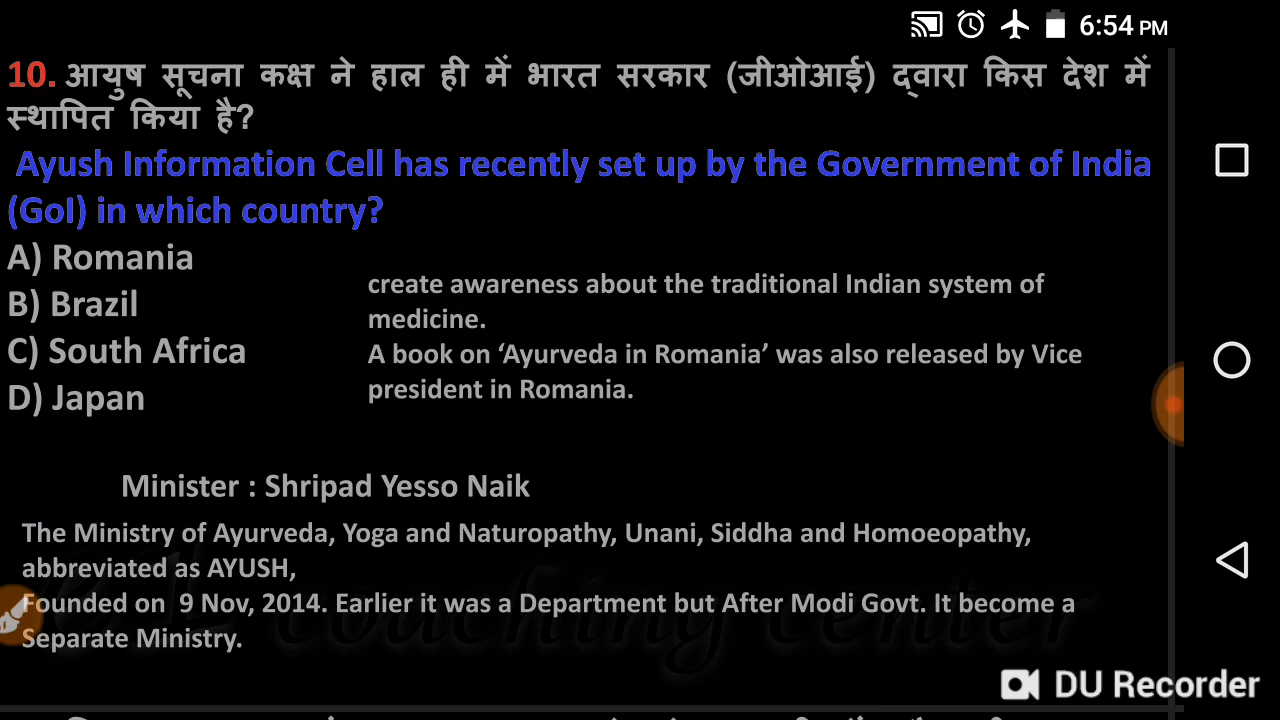 6:54 PM
10. आयुष सूचना कक्ष ने हाल ही में भारत सरकार (जीओआई) द्वारा किस देश में
स्थापित किया है?
Ayush Information Cell has recently set up by the Government of India
(GoI) in which country?
A) Romania
B) Brazil
C) South Africa
D) Japan
create awareness about the traditional Indian system of
medicine.
A book on ‘Ayurveda in Romania’ was also released by Vice
president in Romania.
Minister : Shripad Yesso Naik
The Ministry of Ayurveda, Yoga and Naturopathy, Unani, Siddha and Homoeopathy,
abbreviated as AYUSH,
Founded on 9 Nov, 2014. Earlier it was a Department but After Modi Govt. It become a
Separate Ministry.
coaching center
DU Recorder